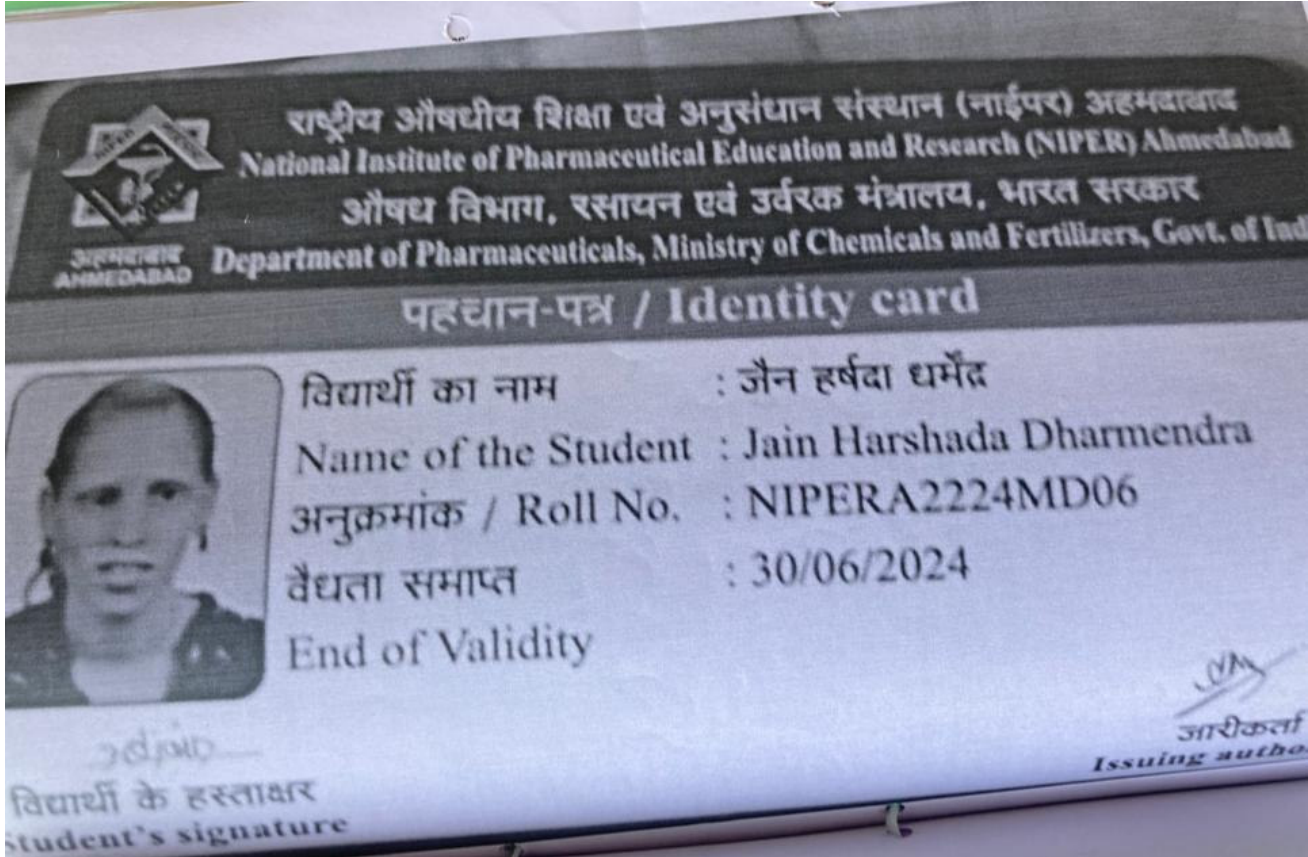 राष्ट्रीय औषधीय शिक्षा एवं अनुसंधान संस्थान (नाईपर) अहमदाबाद
National Institute of Pharmaceutical Education and Research (NIPER) Ahmedabad
औषध विभाग, रसायन एवं उर्वरक मंत्रालय, भारत सरकार
Department of Pharmaceuticals, Ministry of Chemicals and Fertilizers, Govt. of Ind
अहमदाबाद
AHMEDABAD
पहचान-पत्र / Identity card
विद्यार्थी का नाम : जैन हर्षदा धर्मेंद्र
Name of the Student : Jain Harshada Dharmendra
अनुक्रमांक / Roll No. : NIPERA2224MD06
वैधता समाप्त : 30/06/2024
End of Validity
जारीकर्ता
Issuing autho
विद्यार्थी के हस्ताक्षर
Student's signature